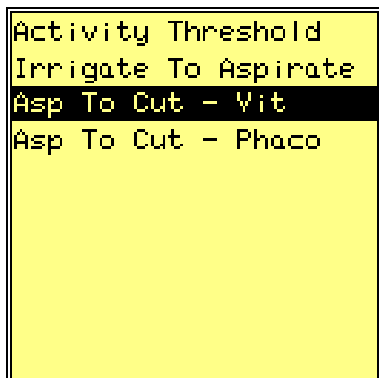 Activity Threshold
Irrigate To Aspirate
Asp To Cut - Vit
Asp To Cut - Phaco